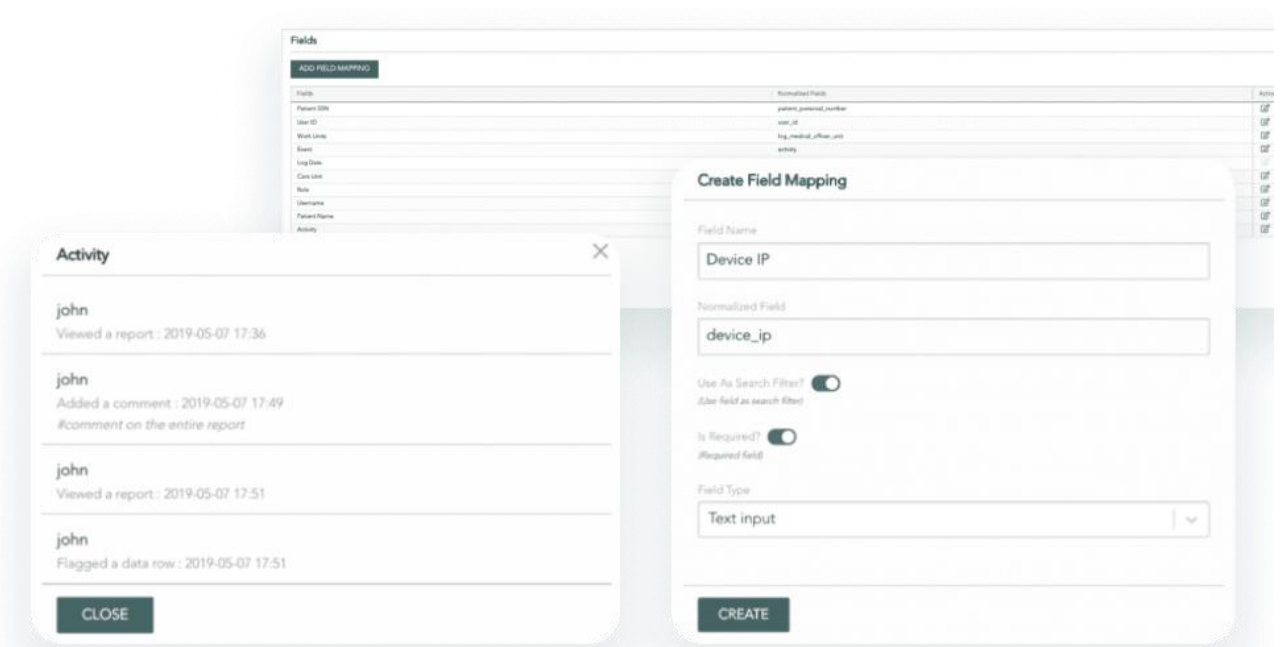 Fields
ADD FIELD MAPPING
Fields Normalized Fields
Patient SSN patient_personal_number
User ID user_id
Work Units log_medical_officer_unit
Event activity
Log Date
Care Unit
Role
Username
Patient Name
Activity
Activity
john
Viewed a report : 2019-05-07 17:36
john
Added a comment : 2019-05-07 17:49
#comment on the entire report
john
Viewed a report : 2019-05-07 17:51
john
Flagged a data row : 2019-05-07 17:51
CLOSE
Create Field Mapping
Field Name
Device IP
Normalized Field
device_ip
Use As Search Filter?
(Use field as search filter)
Is Required?
(Required field)
Field Type
Text input
CREATE